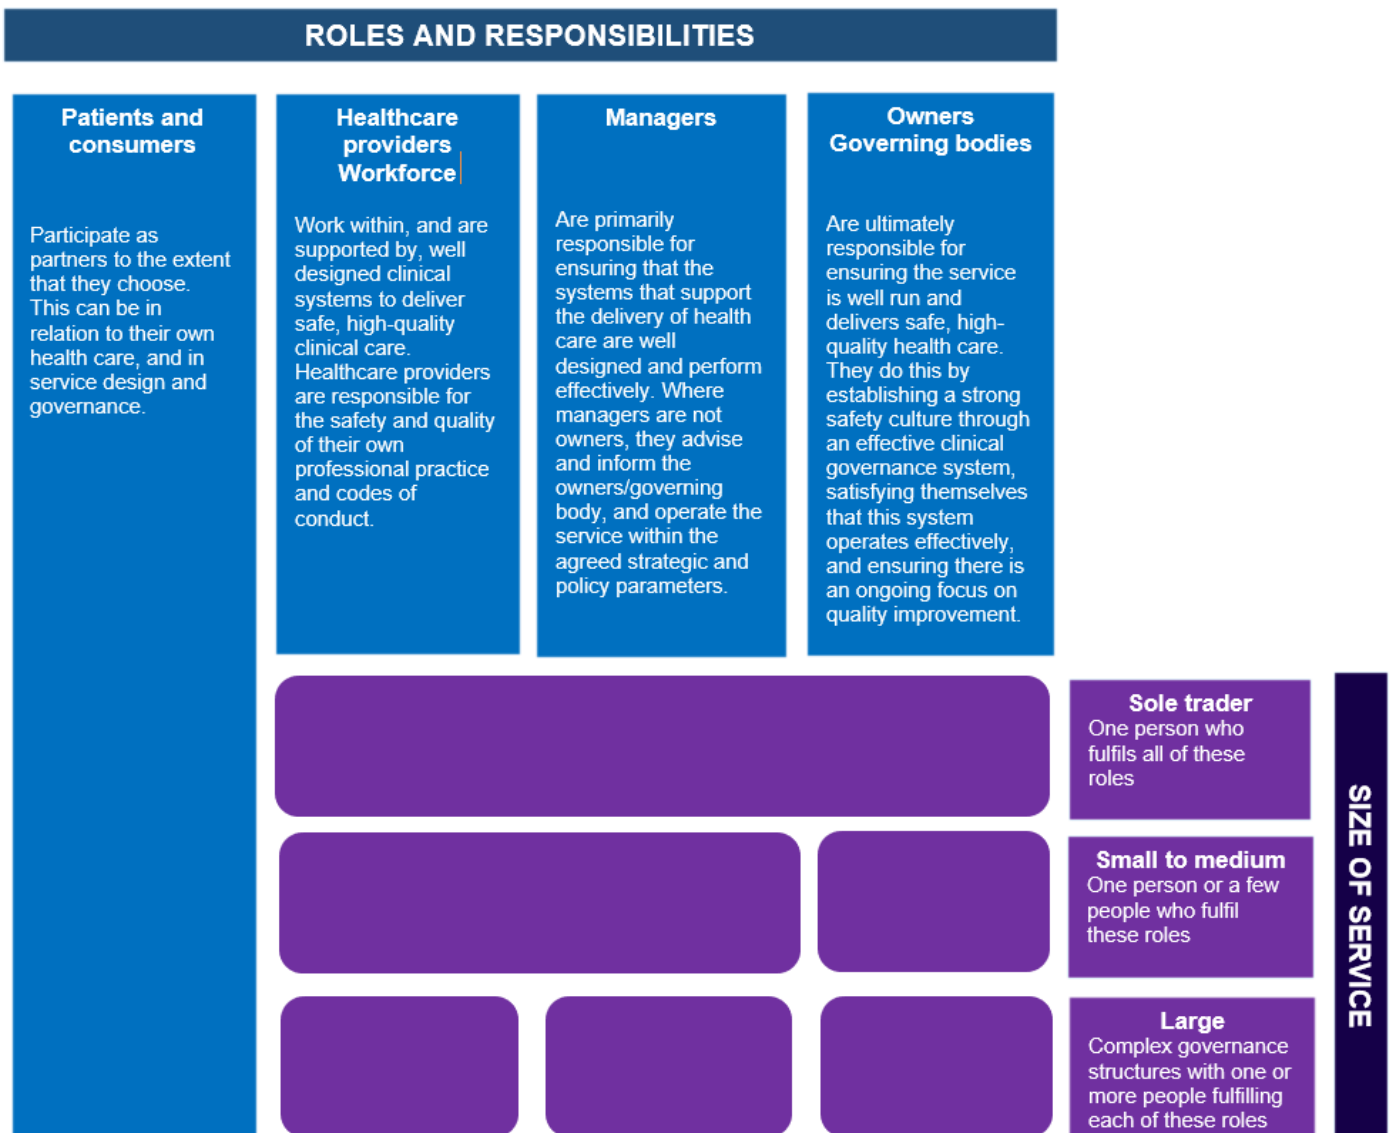 ROLES AND RESPONSIBILITIES
Patients and
consumers
Participate as
partners to the extent
that they choose.
This can be in
relation to their own
health care, and in
service design and
governance.
Healthcare
providers
Workforce
Work within, and are
supported by, well
designed clinical
systems to deliver
safe, high-quality
clinical care.
Healthcare providers
are responsible for
the safety and quality
of their own
professional practice
and codes of
conduct.
Managers
Are primarily
responsible for
ensuring that the
systems that support
the delivery of health
care are well
designed and perform
effectively. Where
managers are not
owners, they advise
and inform the
owners/governing
body, and operate the
service within the
agreed strategic and
policy parameters.
Owners
Governing bodies
Are ultimately
responsible for
ensuring the service
is well run and
delivers safe, high-
quality health care.
They do this by
establishing a strong
safety culture through
an effective clinical
governance system,
satisfying themselves
that this system
operates effectively,
and ensuring there is
an ongoing focus on
quality improvement.
Sole trader
One person who
fulfils all of these
roles
Small to medium
One person or a few
people who fulfil
these roles
Large
Complex governance
structures with one or
more people fulfilling
each of these roles
SIZE OF SERVICE